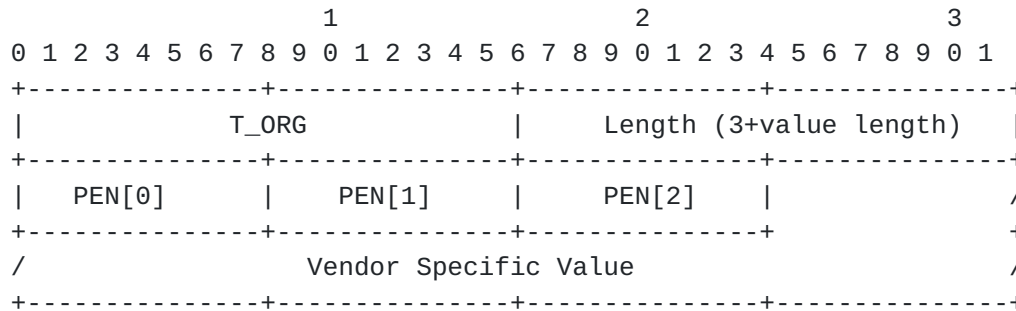 1                   2                   3
0 1 2 3 4 5 6 7 8 9 0 1 2 3 4 5 6 7 8 9 0 1 2 3 4 5 6 7 8 9 0 1
+---------------+---------------+---------------+---------------+
|             T_ORG             |     Length (3+value length)   |
+---------------+---------------+---------------+---------------+
|   PEN[0]      |    PEN[1]     |     PEN[2]    |               /
+---------------+---------------+---------------+               +
/                  Vendor Specific Value                        /
+---------------+---------------+---------------+---------------+